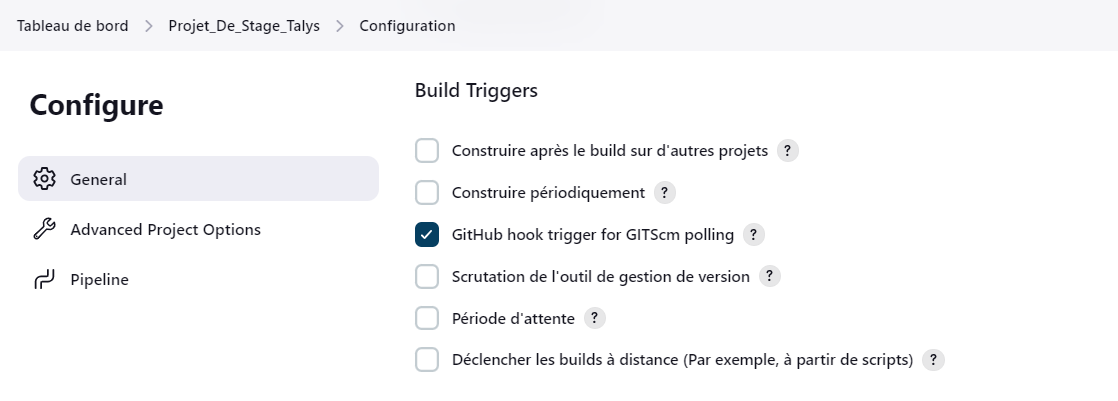 Tableau de bord > Projet_De_Stage_Talys > Configuration
Configure
General
Advanced Project Options
Pipeline
Build Triggers
Construire après le build sur d'autres projets ?
Construire périodiquement ?
GitHub hook trigger for GITScm polling ?
Scrutation de l'outil de gestion de version ?
Période d'attente ?
Déclencher les builds à distance (Par exemple, à partir de scripts) ?